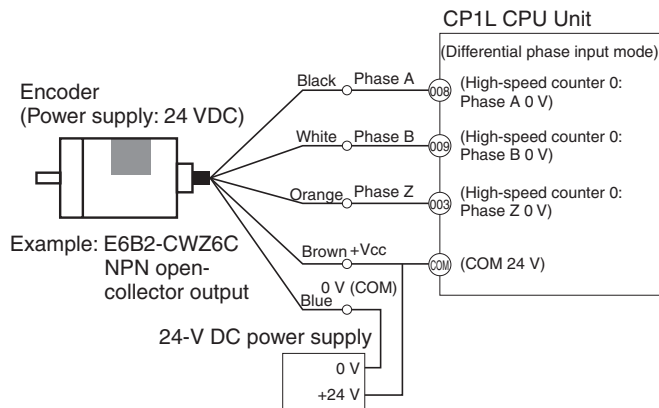 CP1L CPU Unit
(Differential phase input mode)
Encoder
(Power supply: 24 VDC)
Black Phase A
008
(High-speed counter 0:
Phase A 0 V)
White Phase B
009
(High-speed counter 0:
Phase B 0 V)
Orange Phase Z
003
(High-speed counter 0:
Phase Z 0 V)
Example: E6B2-CWZ6C
NPN open-
collector output
Brown +Vcc
COM
(COM 24 V)
0 V (COM)
Blue
24-V DC power supply
0 V
+24 V